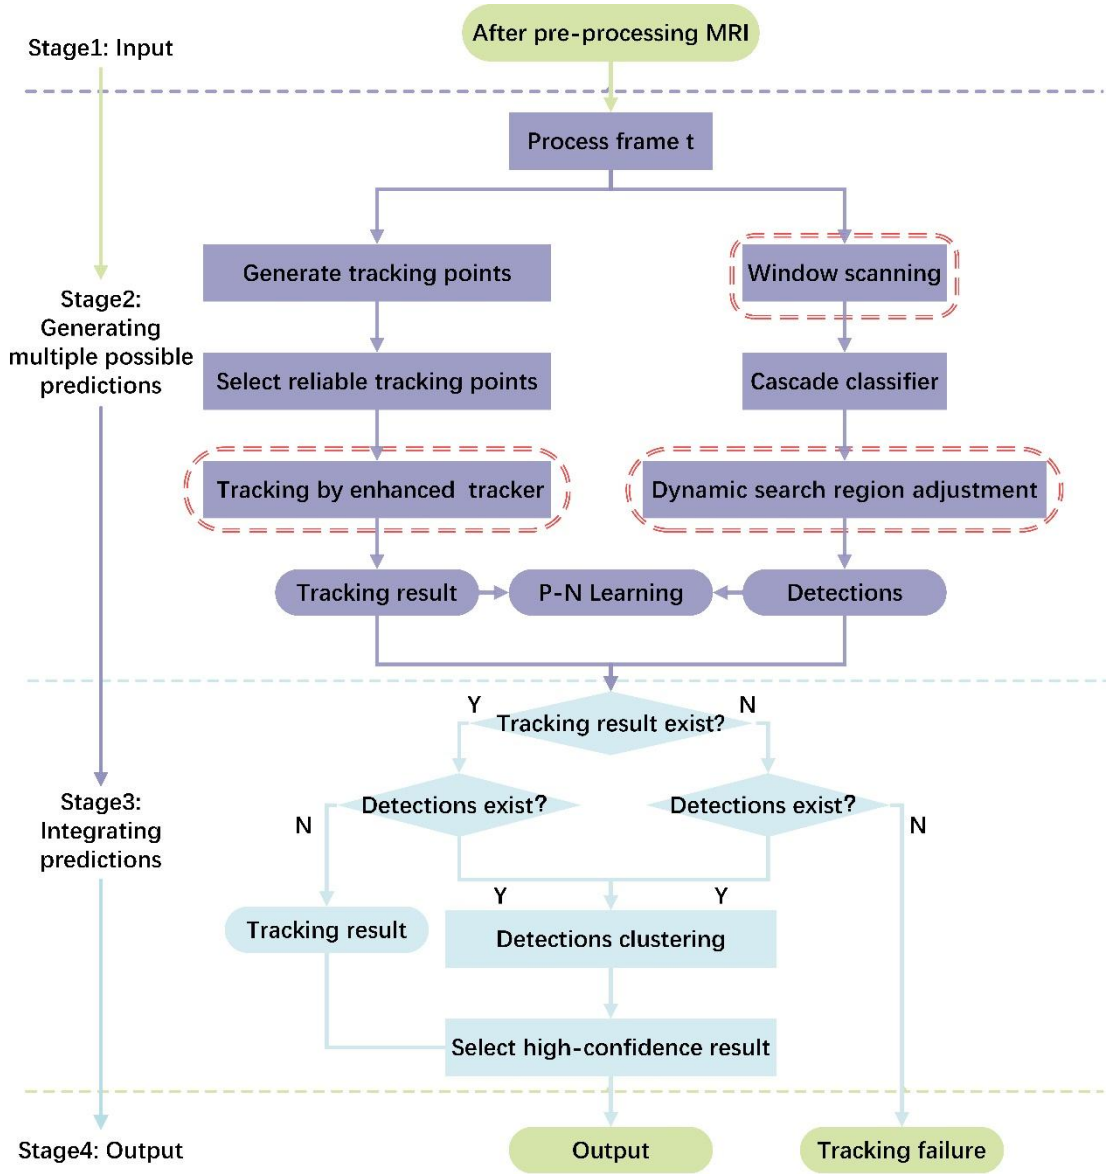 Stage1: Input
After pre-processing MRI
Process frame t
Generate tracking points
Window scanning
Stage2:
Generating
multiple possible
predictions
Select reliable tracking points
Cascade classifier
Tracking by enhanced tracker
Dynamic search region adjustment
Tracking result
P-N Learning
Detections
Y
N
Tracking result exist?
Stage3:
Integrating
predictions
Detections exist?
Detections exist?
N
N
Y
Y
Tracking result
Detections clustering
Select high-confidence result
Stage4: Output
Output
Tracking failure